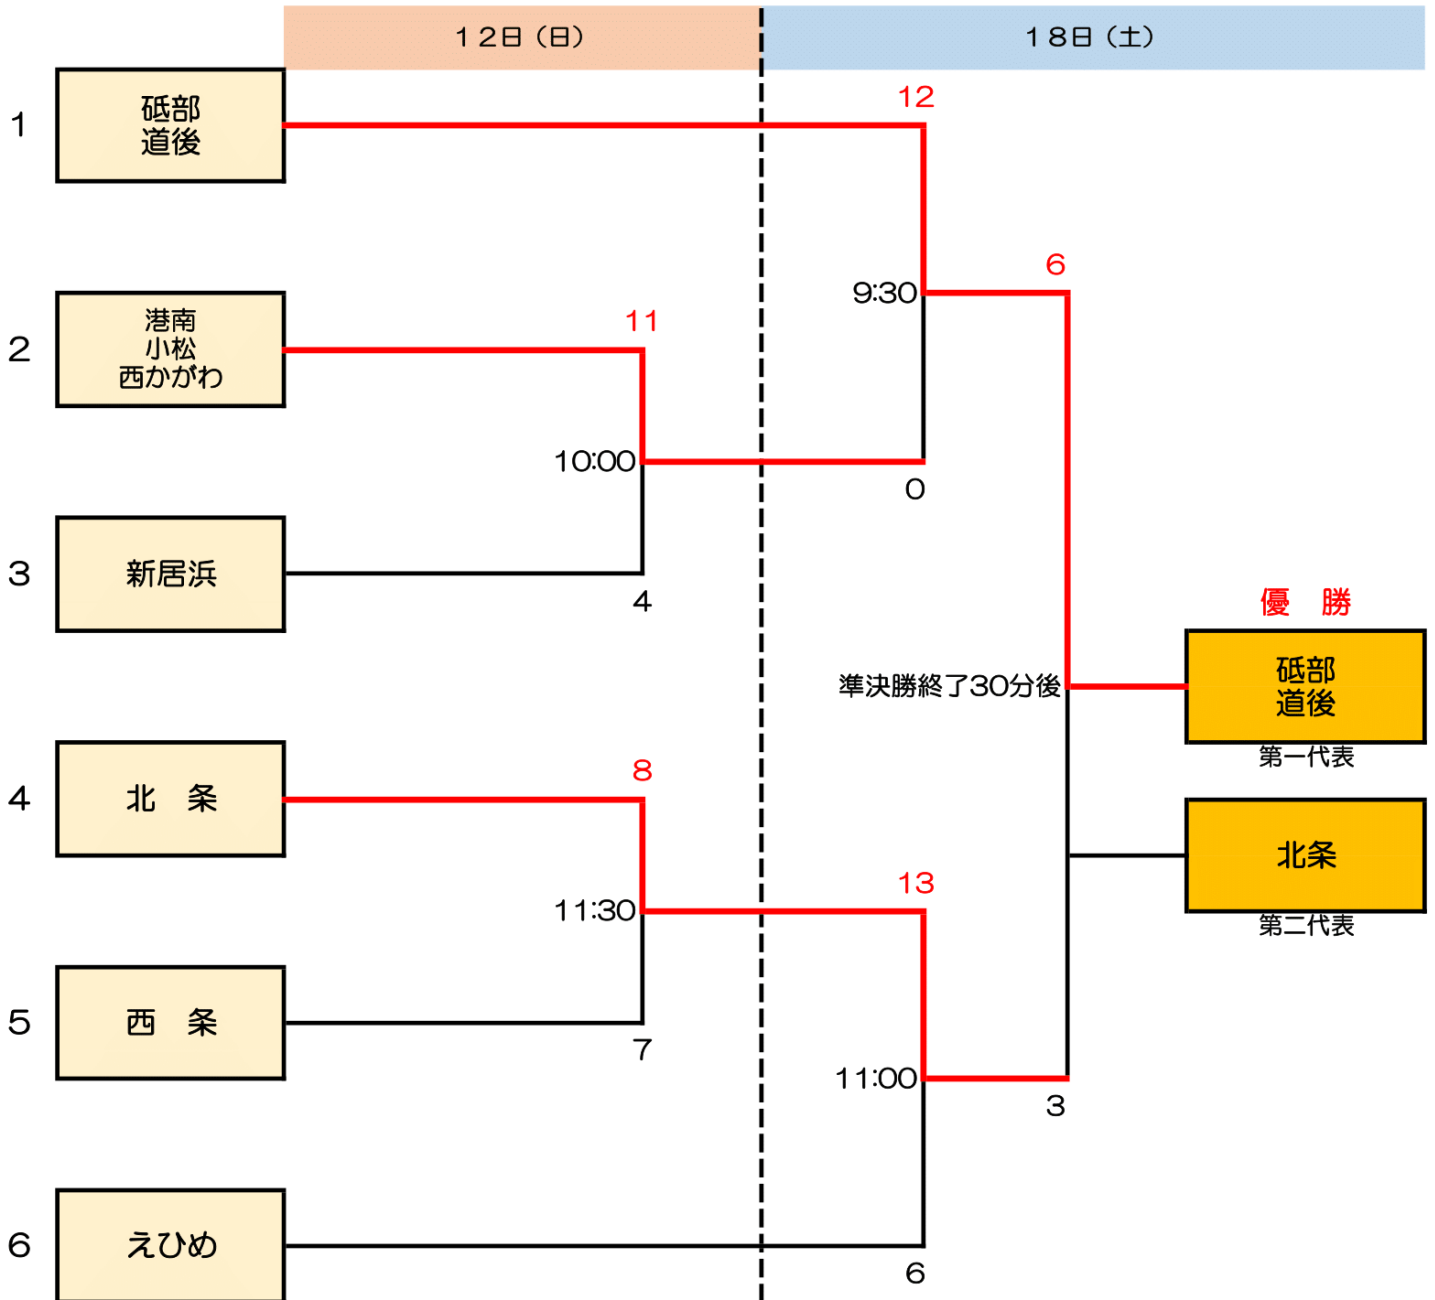 12日（日）
18日（土）
12
1
砥部
道後
6
9:30
11
2
港南
小松
西かがわ
10:00
0
3
新居浜
4
優　勝
準決勝終了30分後
砥部
道後
第一代表
8
4
北　条
北条
第二代表
13
11:30
5
西　条
7
11:00
3
6
えひめ
6